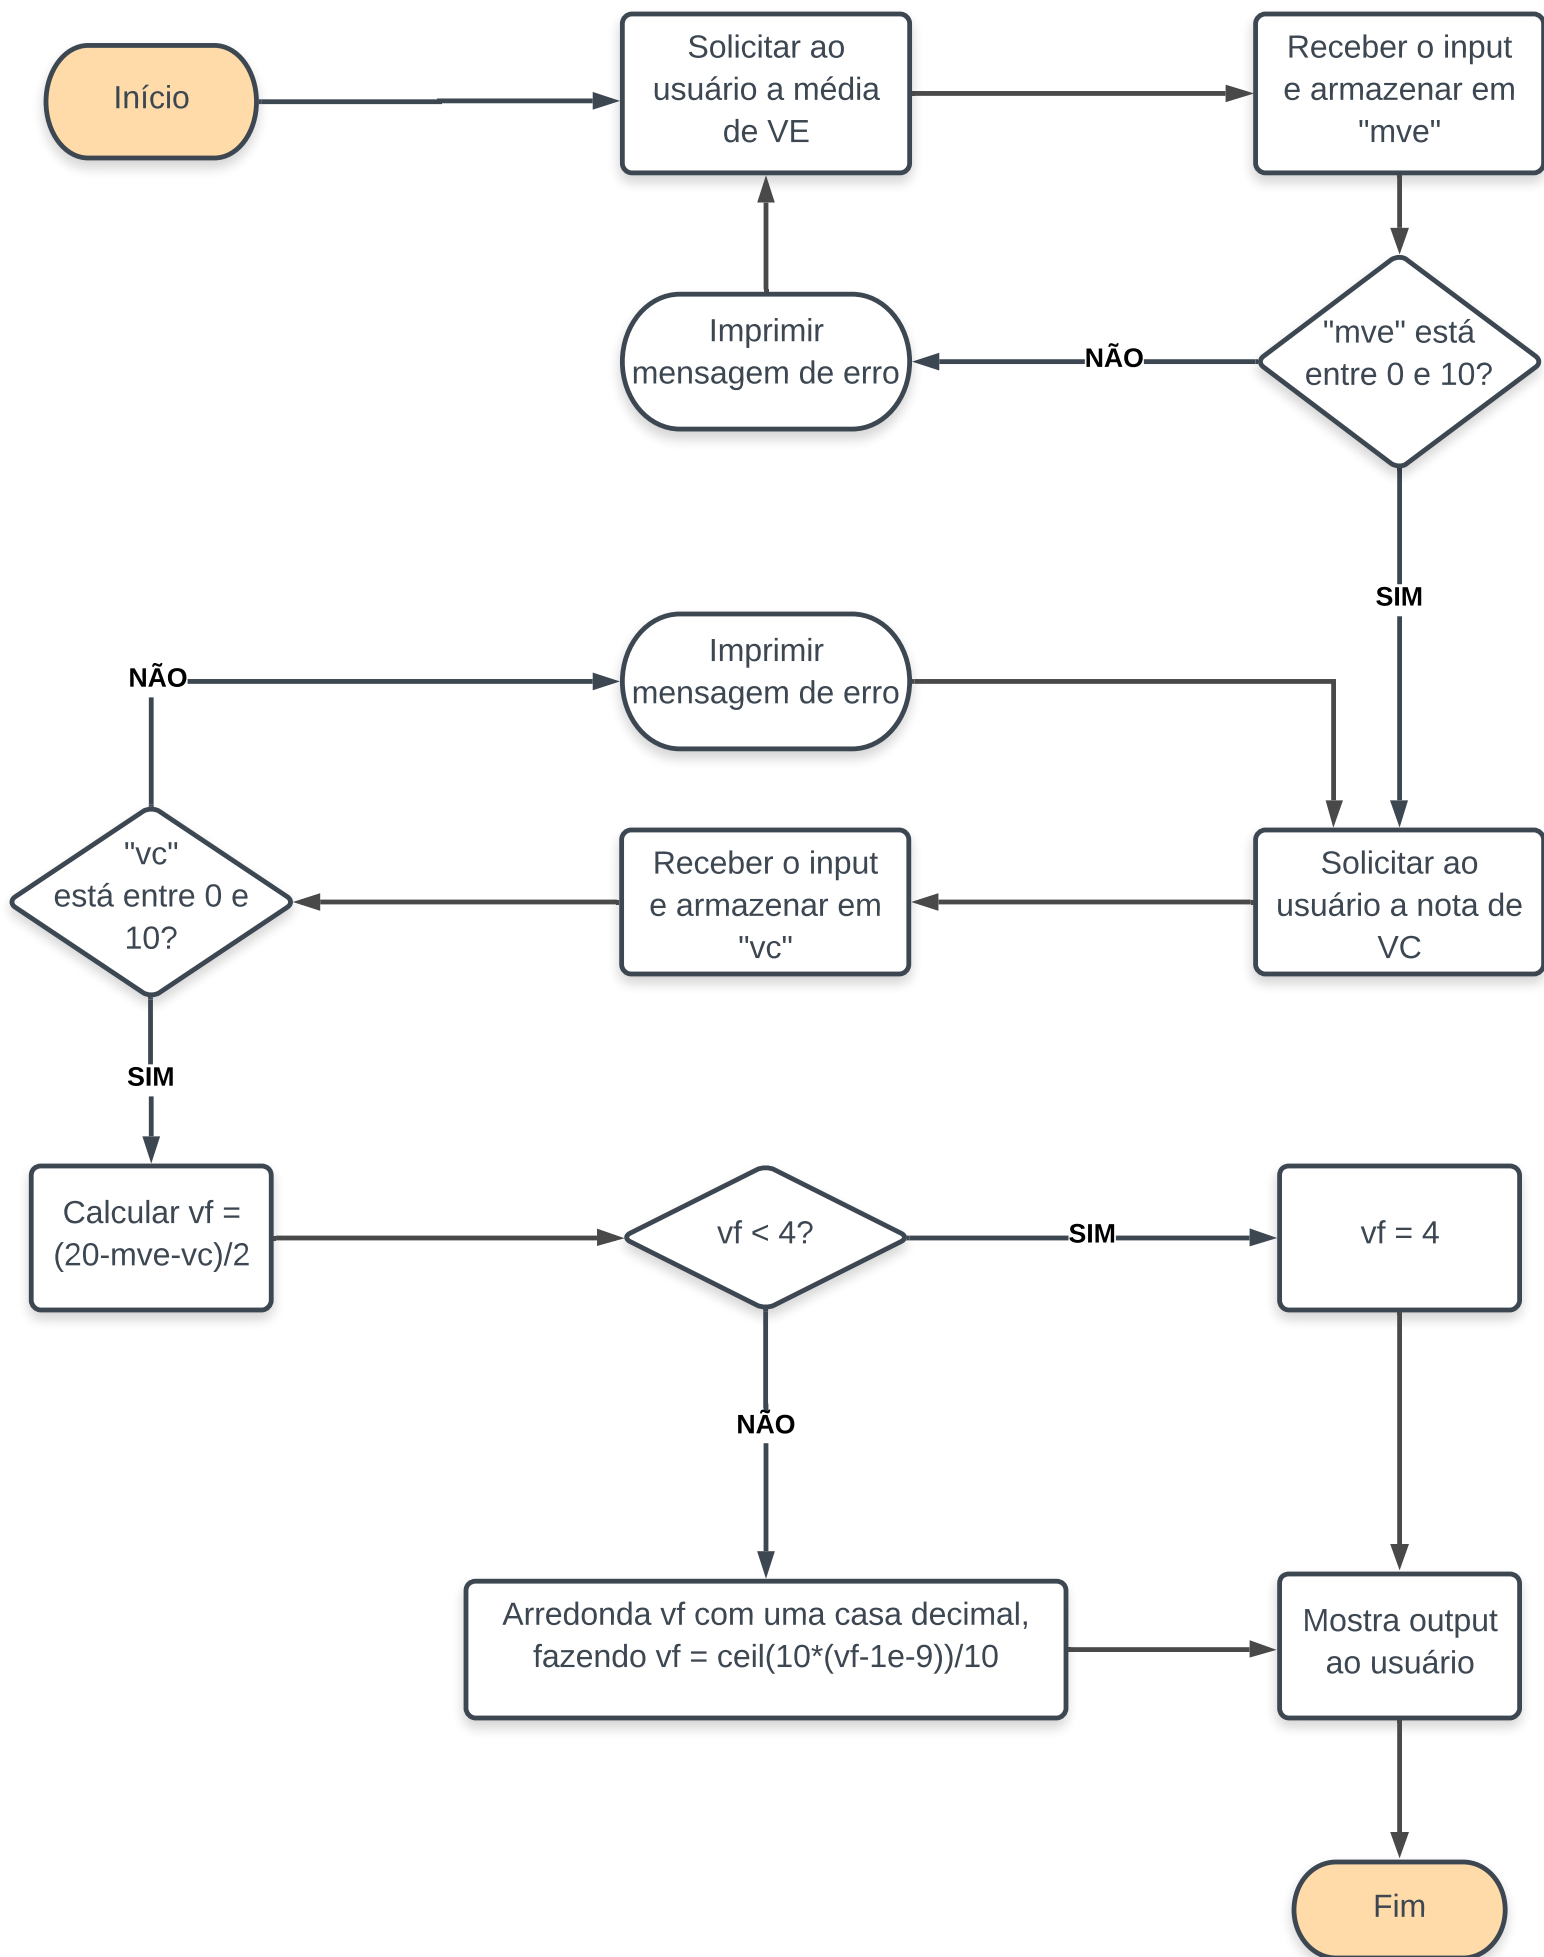 Início
Solicitar ao
usuário a média
de VE
Receber o input
e armazenar em
"mve"
"mve" está
entre 0 e 10?
NÃO
Imprimir
mensagem de erro
SIM
Solicitar ao
usuário a nota de
VC
Receber o input
e armazenar em
"vc"
"vc"
está entre 0 e
10?
NÃO
Imprimir
mensagem de erro
SIM
Calcular vf =
(20-mve-vc)/2
vf < 4?
SIM
vf = 4
NÃO
Arredonda vf com uma casa decimal,
fazendo vf = ceil(10*(vf-1e-9))/10
Mostra output
ao usuário
Fim